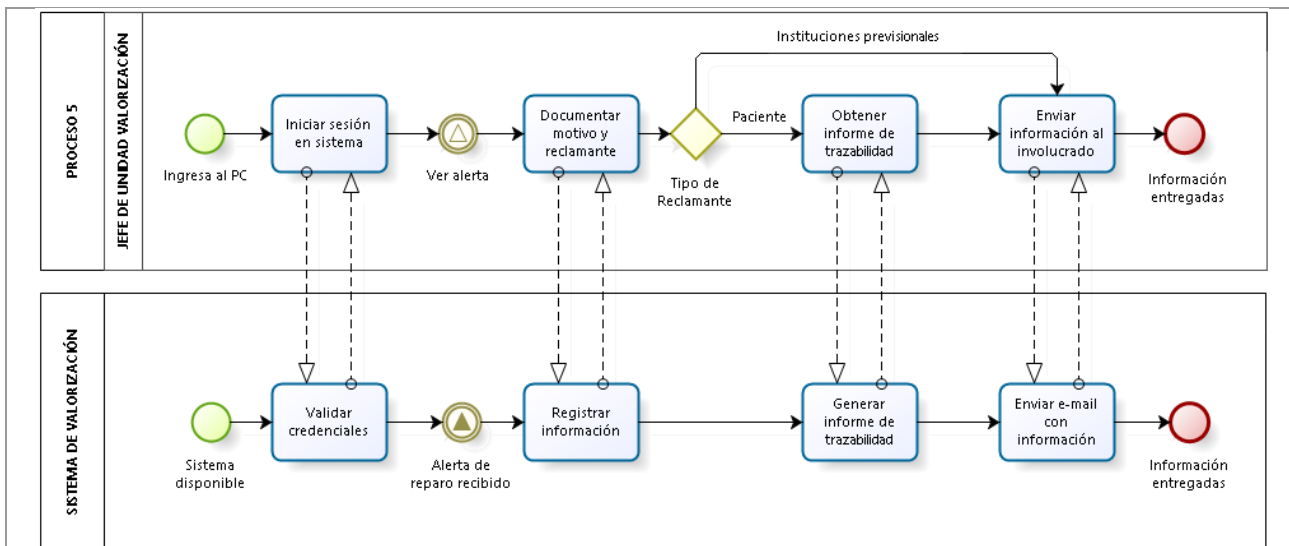 PROCESO 5
JEFE DE UNIDAD VALORIZACIÓN
Instituciones previsionales
Ingresa al PC
Iniciar sesión
en sistema
Ver alerta
Documentar
motivo y
reclamante
Tipo de
Reclamante
Paciente
Obtener
informe de
trazabilidad
Enviar
información al
involucrado
Información
entregadas
SISTEMA DE VALORIZACIÓN
Sistema
disponible
Validar
credenciales
Alerta de
reparo recibido
Registrar
información
Generar
informe de
trazabilidad
Enviar e-mail
con
información
Información
entregadas